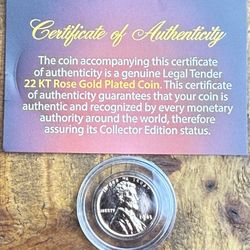 Certificate of Authenticity
The coin accompanying this certificate
of authenticity is a genuine Legal Tender
22 KT Rose Gold Plated Coin. This certificate
of authenticity guarantees that your coin is
authentic and recognized by every monetary
authority around the world, therefore
assuring its Collector Edition status.
LIBERTY